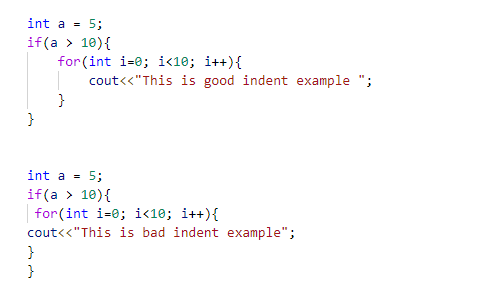 int a = 5;
if(a > 10){
    for(int i=0; i<10; i++){
        cout<<"This is good indent example ";
    }
}

int a = 5;
if(a > 10){
 for(int i=0; i<10; i++){
cout<<"This is bad indent example";
}
}